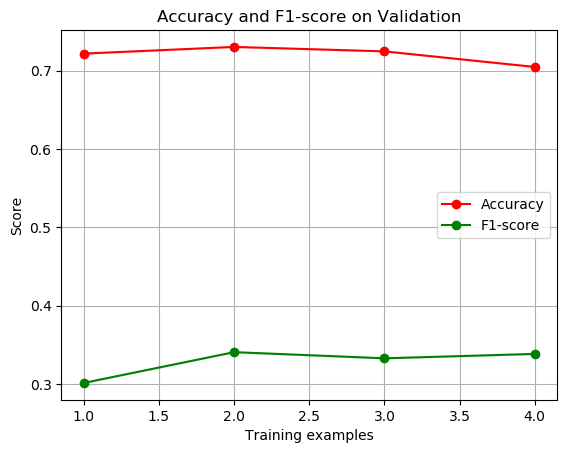 Accuracy and F1-score on Validation
Score
0.7
0.6
0.5
0.4
0.3
Accuracy
F1-score
1.0 1.5 2.0 2.5 3.0 3.5 4.0
Training examples